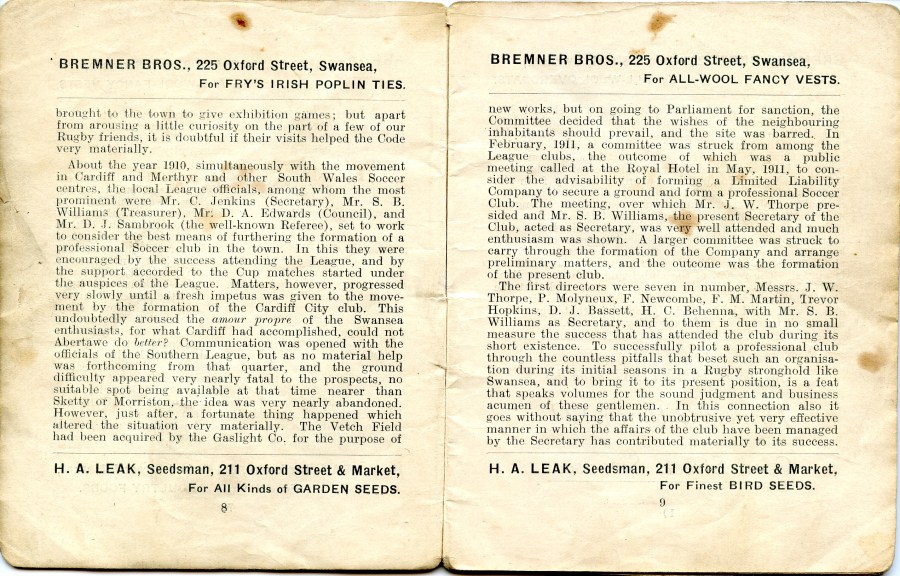 BREMNER BROS., 225 Oxford Street, Swansea,
For FRY'S IRISH POPLIN TIES.
brought to the town to give exhibition games; but apart
from arousing a little curiosity on the part of a few of our
Rugby friends, it is doubtful if their visits helped the Code
very materially.
About the year 1910, simultaneously with the movement
in Cardiff and Merthyr and other South Wales Soccer
centres, the local League officials, among whom the most
prominent were Mr. C. Jenkins (Secretary), Mr. S. B.
Williams (Treasurer), Mr. D. A. Edwards (Council), and
Mr. D. J. Sambrook (the well-known Referee), set to work
to consider the best means of furthering the formation of a
professional Soccer club in the town. In this they were
encouraged by the success attending the League, and by
the support accorded to the Cup matches started under
the auspices of the League. Matters, however, progressed
very slowly until a fresh impetus was given to the move-
ment by the formation of the Cardiff City club. This
undoubtedly aroused the amour propre of the Swansea
enthusiasts, for what Cardiff had accomplished, could not
Abertawe do better? Communication was opened with the
officials of the Southern League, but as no material help
was forthcoming from that quarter, and the ground
difficulty appeared very nearly fatal to the prospects, no
suitable spot being available at that time nearer than
Sketty or Morriston, the idea was very nearly abandoned.
However, just after, a fortunate thing happened which
altered the situation very materially. The Vetch Field
had been acquired by the Gaslight Co. for the purpose of
H. A. LEAK, Seedsman, 211 Oxford Street & Market,
For All Kinds of GARDEN SEEDS.
8
BREMNER BROS., 225 Oxford Street, Swansea,
For ALL-WOOL FANCY VESTS.
new works, but on going to Parliament for sanction, the
Committee decided that the wishes of the neighbouring
inhabitants should prevail, and the site was barred. In
February, 1911, a committee was struck from among the
League clubs, the outcome of which was a public
meeting called at the Royal Hotel in May, 1911, to con-
sider the advisability of forming a Limited Liability
Company to secure a ground and form a professional Soccer
Club. The meeting, over which Mr. J. W. Thorpe pre-
sided and Mr. S. B. Williams, the present Secretary of the
Club, acted as Secretary, was very well attended and much
enthusiasm was shown. A larger committee was struck to
carry through the formation of the Company and arrange
preliminary matters, and the outcome was the formation
of the present club.
The first directors were seven in number, Messrs. J. W.
Thorpe, P. Molyneux, F. Newcombe, F. M. Martin, Trevor
Hopkins, D. J. Bassett, H. C. Behenna, with Mr. S. B.
Williams as Secretary, and to them is due in no small
measure the success that has attended the club during its
short existence. To successfully pilot a professional club
through the countless pitfalls that beset such an organisa-
tion during its initial seasons in a Rugby stronghold like
Swansea, and to bring it to its present position, is a feat
that speaks volumes for the sound judgment and business
acumen of these gentlemen. In this connection also it
goes without saying that the unobtrusive yet very effective
manner in which the affairs of the club have been managed
by the Secretary has contributed materially to its success.
H. A. LEAK, Seedsman, 211 Oxford Street & Market,
For Finest BIRD SEEDS.
9